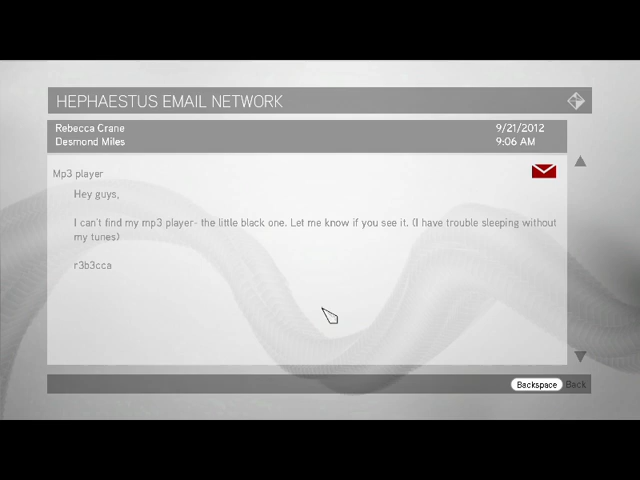 HEPHAESTUS EMAIL NETWORK
Rebecca Crane 9/21/2012
Desmond Miles 9:06 AM
Mp3 player
Hey guys,
I can't find my mp3 player- the little black one. Let me know if you see it. (I have trouble sleeping without
my tunes)
r3b3cca
Backspace Back